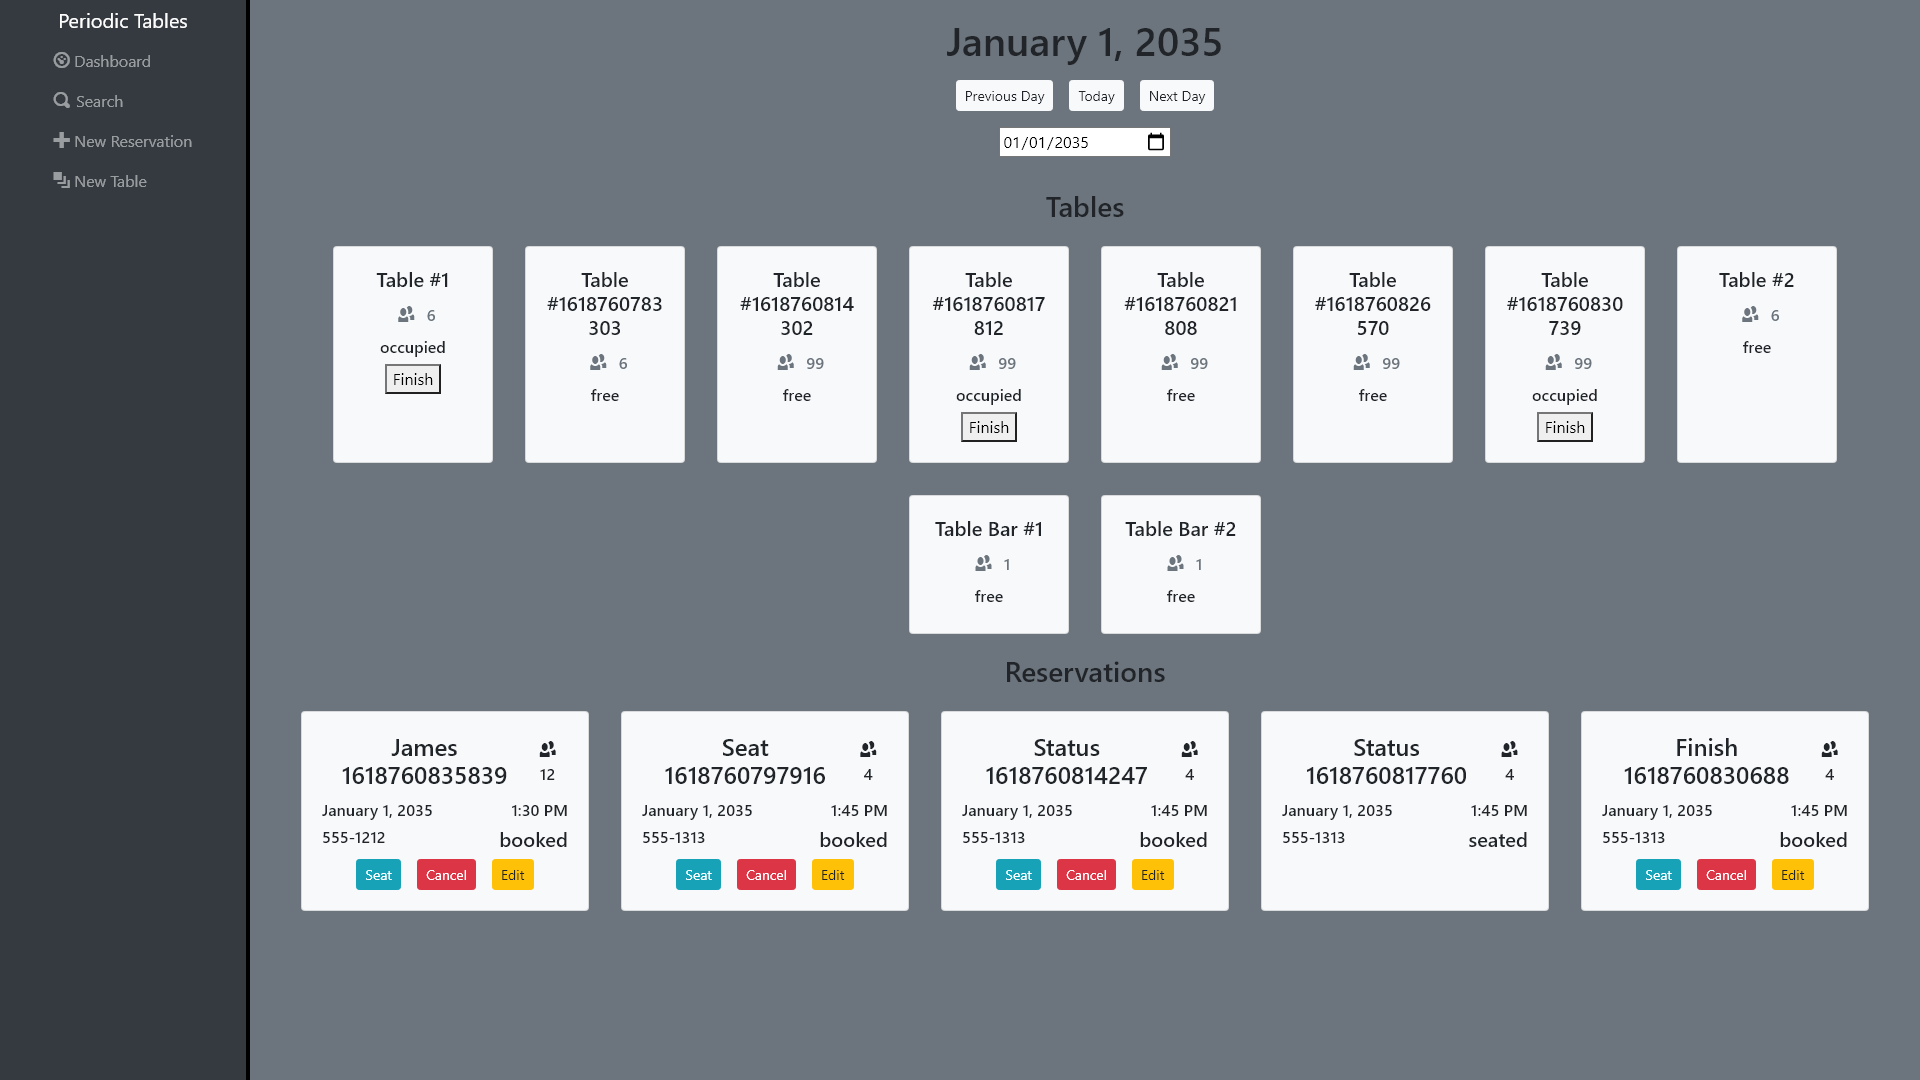 Periodic Tables
Dashboard
Search
New Reservation
New Table
January 1, 2035
Previous Day
Today
Next Day
01/01/2035
Tables
Table #1
6
occupied
Finish
Table
#1618760783
303
6
free
Table
#1618760814
302
99
free
Table
#1618760817
812
99
occupied
Finish
Table
#1618760821
808
99
free
Table
#1618760826
570
99
free
Table
#1618760830
739
99
occupied
Finish
Table #2
6
free
Table Bar #1
1
free
Table Bar #2
1
free
Reservations
James
1618760835839
12
January 1, 2035 1:30 PM
555-1212 booked
Seat Cancel Edit
Seat
1618760797916
4
January 1, 2035 1:45 PM
555-1313 booked
Seat Cancel Edit
Status
1618760814247
4
January 1, 2035 1:45 PM
555-1313 booked
Seat Cancel Edit
Status
1618760817760
4
January 1, 2035 1:45 PM
555-1313 seated
Finish
1618760830688
4
January 1, 2035 1:45 PM
555-1313 booked
Seat Cancel Edit